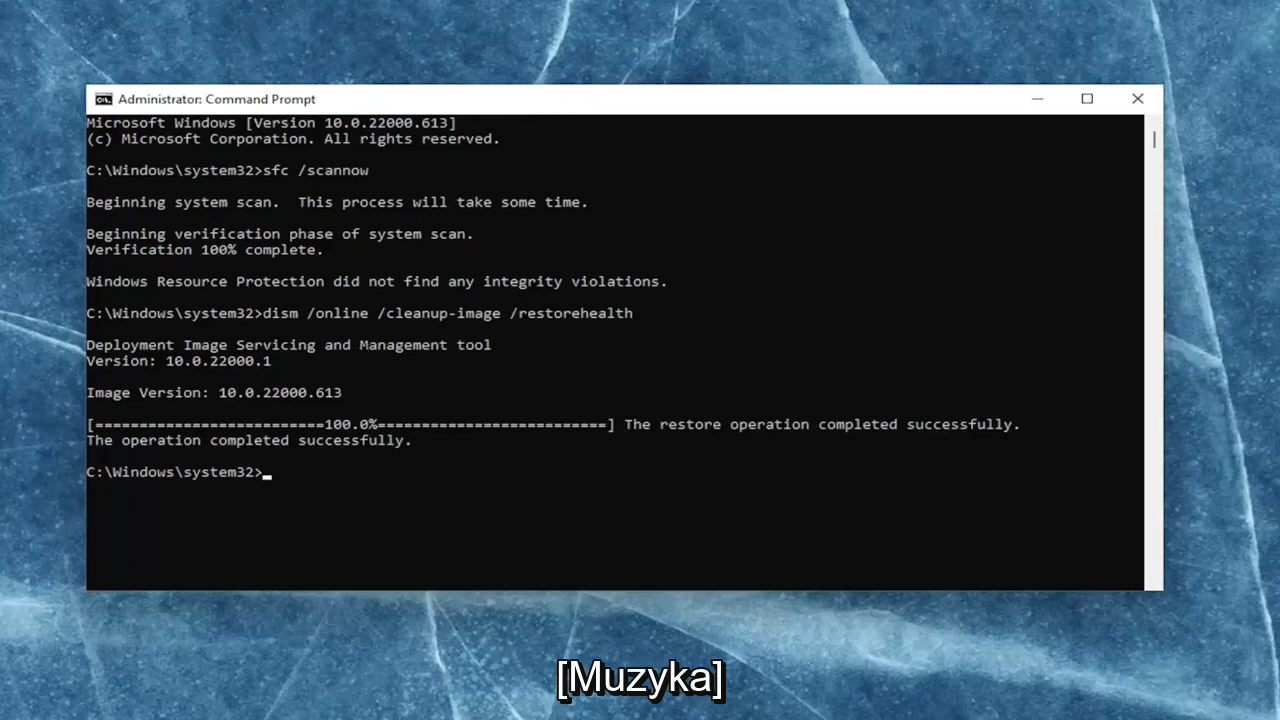 Administrator: Command Prompt
Microsoft Windows [Version 10.0.22000.613]
(c) Microsoft Corporation. All rights reserved.
C:\Windows\system32>sfc /scannow
Beginning system scan.  This process will take some time.
Beginning verification phase of system scan.
Verification 100% complete.
Windows Resource Protection did not find any integrity violations.
C:\Windows\system32>dism /online /cleanup-image /restorehealth
Deployment Image Servicing and Management tool
Version: 10.0.22000.1
Image Version: 10.0.22000.613
[==========================100.0%==========================] The restore operation completed successfully.
The operation completed successfully.
C:\Windows\system32>
[Muzyka]